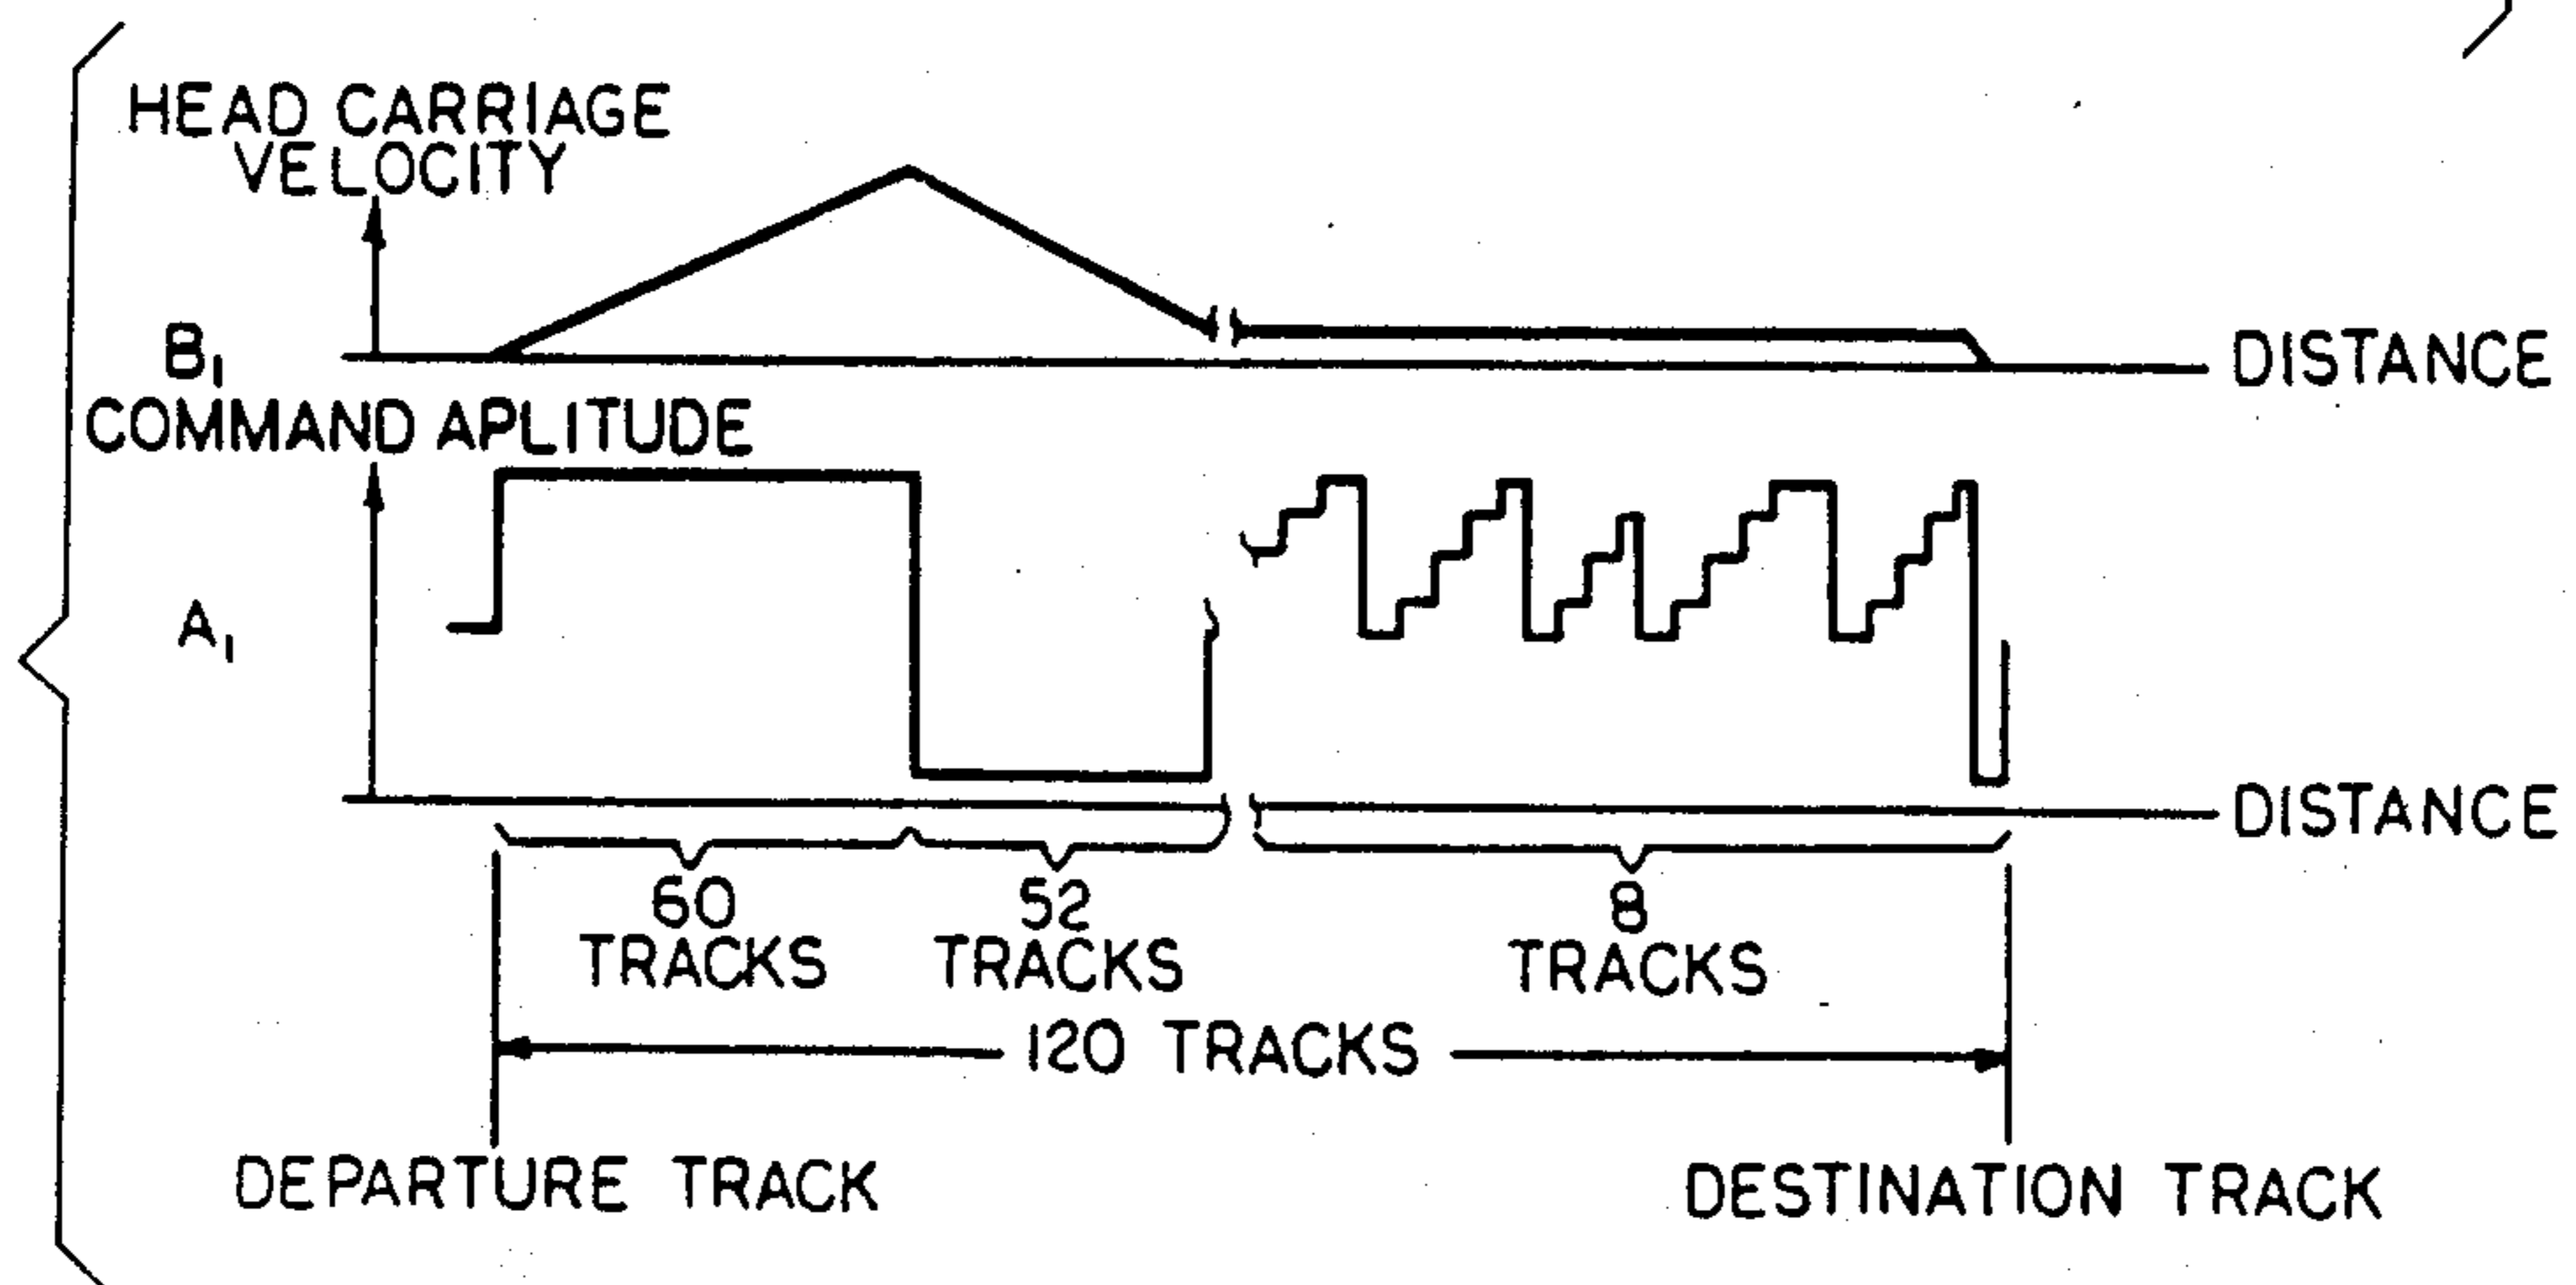 HEAD CARRIAGE
VELOCITY
B1
DISTANCE
COMMAND APLITUDE
A1
DISTANCE
60
TRACKS
52
TRACKS
8
TRACKS
120 TRACKS
DEPARTURE TRACK
DESTINATION TRACK